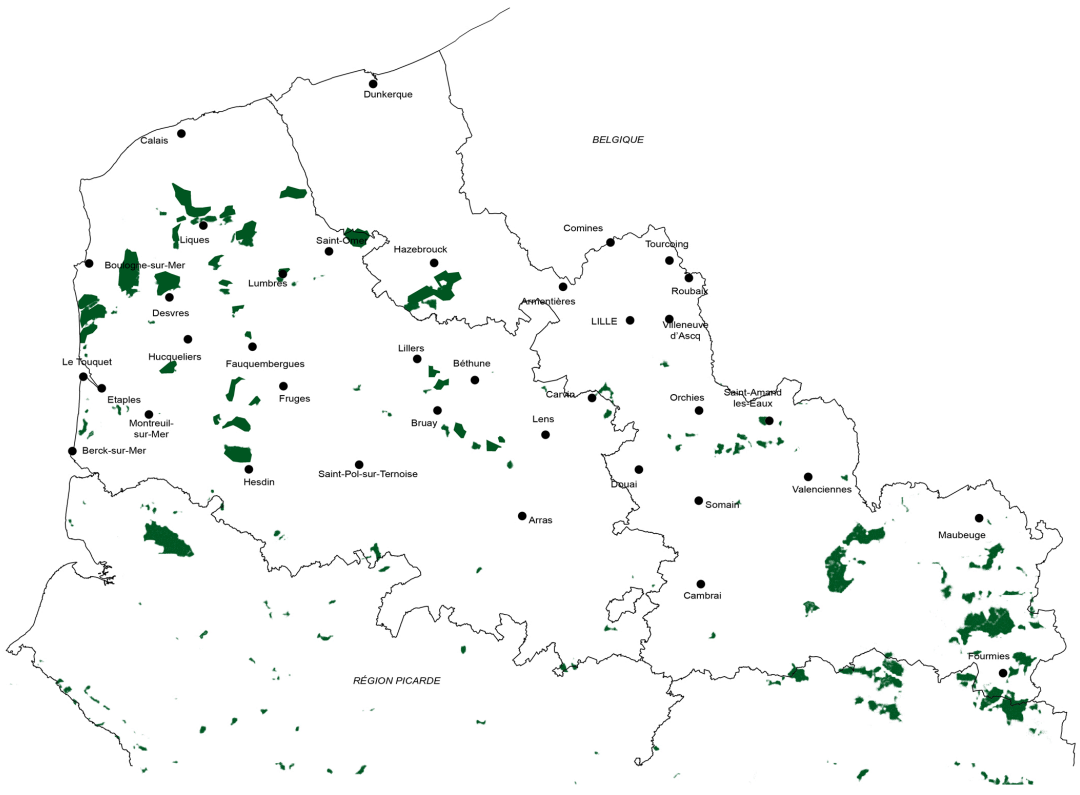 Dunkerque
Calais
BELGIQUE
Comines
Tourcoing
Liques
Saint-Omer
Hazebrouck
Boulogne-sur-Mer
Lumbres
Roubaix
Armentières
Desvres
LILLE
Villeneuve
d'Ascq
Hucqueliers
Le Touquet
Fauquembergues
Lillers
Béthune
Etaples
Fruges
Carvin
Orchies
Saint-Amand
les-Eaux
Montreuil-
sur-Mer
Bruay
Lens
Berck-sur-Mer
Hesdin
Saint-Pol-sur-Ternoise
Douai
Valenciennes
Somain
Arras
Maubeuge
Cambrai
Fourmies
RÉGION PICARDE